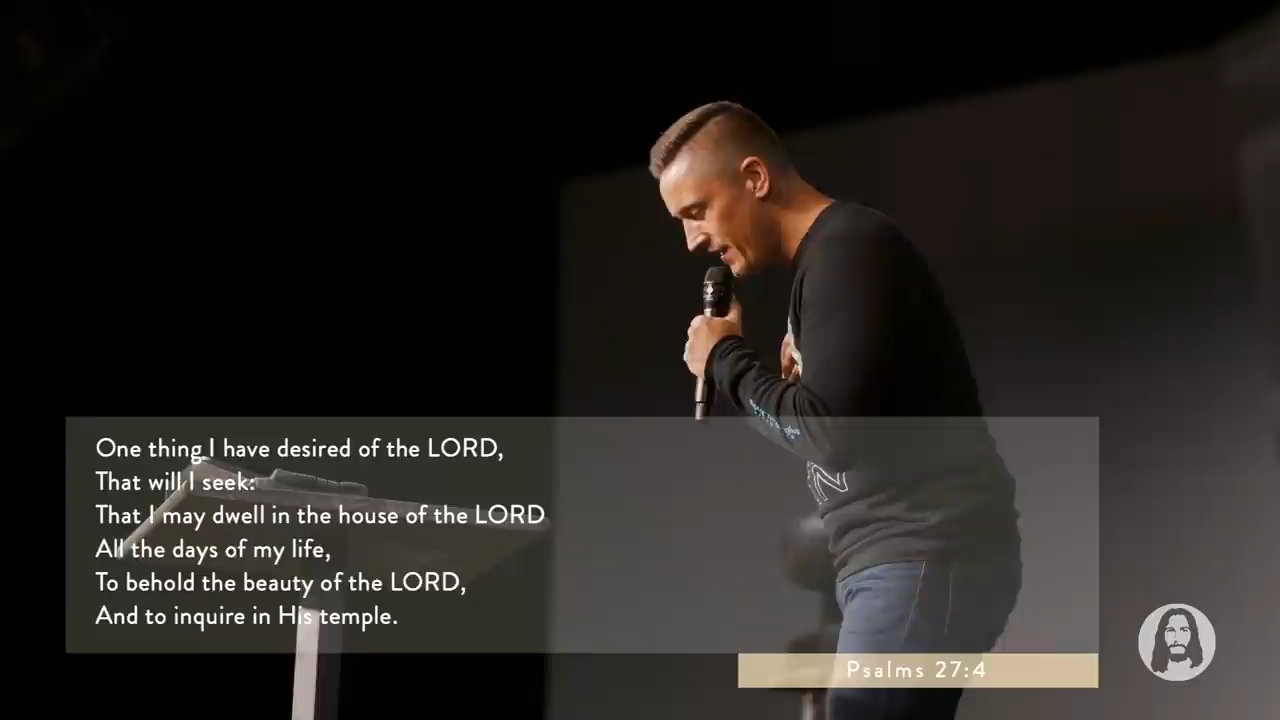 One thing I have desired of the LORD,
That will I seek:
That I may dwell in the house of the LORD
All the days of my life,
To behold the beauty of the LORD,
And to inquire in His temple.
Psalms 27:4